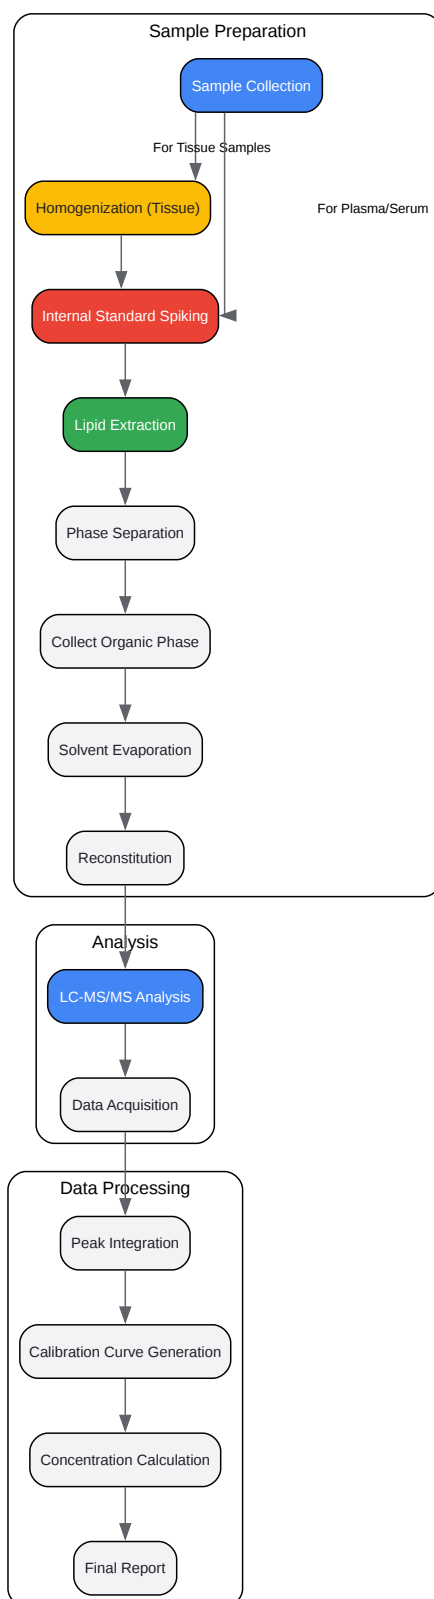 Sample Preparation
Sample Collection
For Tissue Samples
Homogenization (Tissue)
For Plasma/Serum
Internal Standard Spiking
Lipid Extraction
Phase Separation
Collect Organic Phase
Solvent Evaporation
Reconstitution
Analysis
LC-MS/MS Analysis
Data Acquisition
Data Processing
Peak Integration
Calibration Curve Generation
Concentration Calculation
Final Report